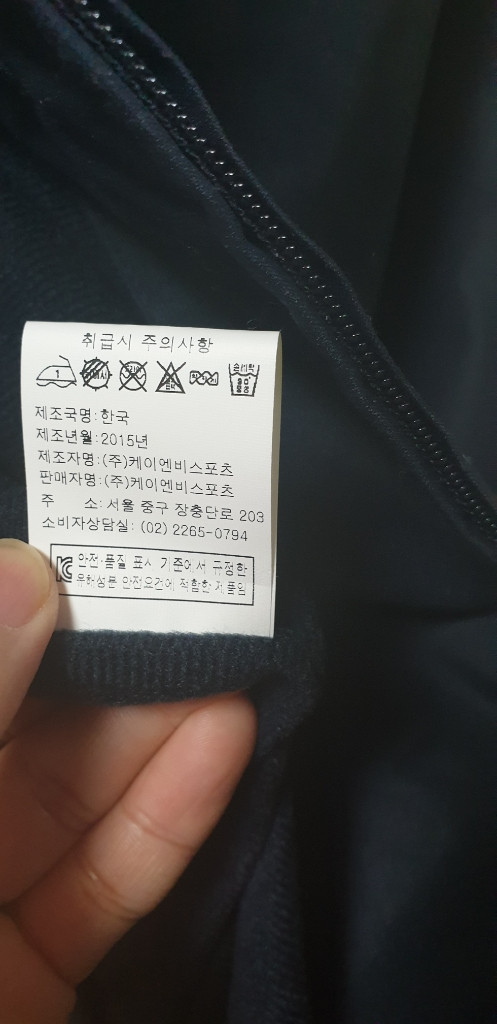 취급시 주의사항
1
손세탁
제조국명:한국
제조년월:2015년
제조자명:(주)케이엔비스포츠
판매자명:(주)케이엔비스포츠
주 소: 서울 중구 장충단로 203
소비자상담실: (02) 2265-0794
안전·품질 표시 기준에서 규정한
유해성분 안전요건에 적합한 제품임